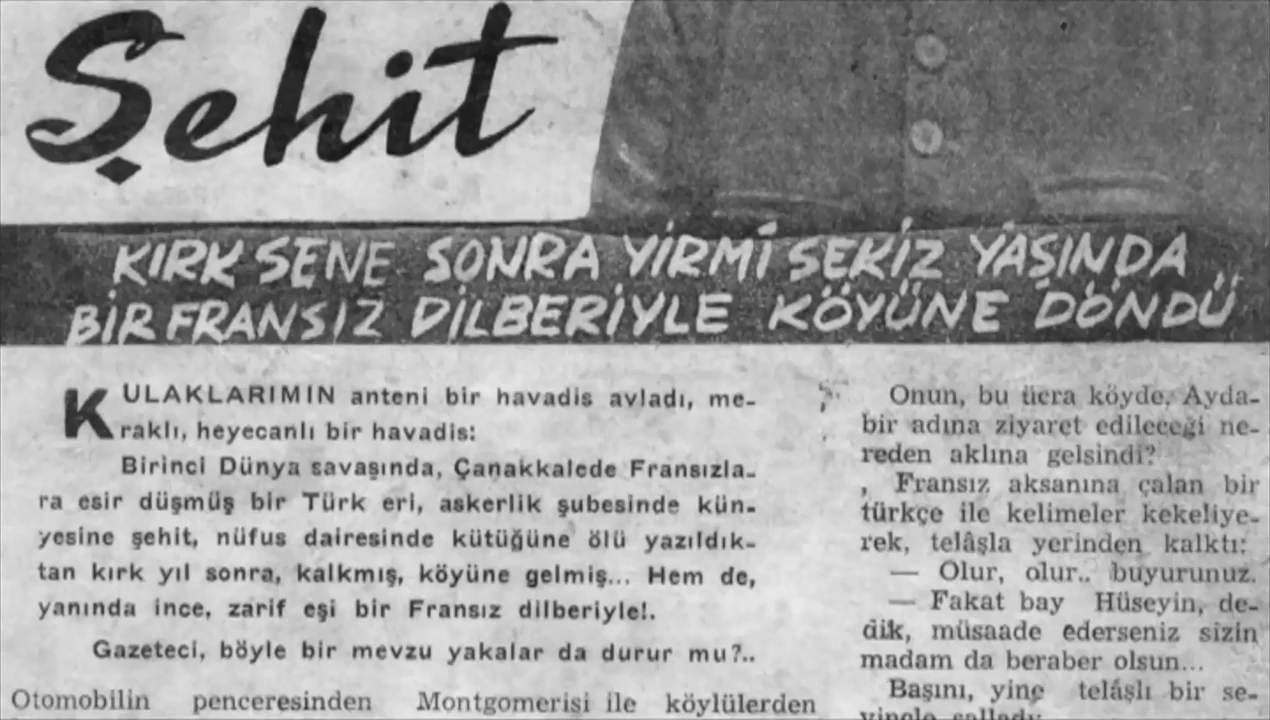 Şehit
KIRK SENE SONRA YİRMİ SEKİZ YAŞINDA
BİR FRANSIZ DİLBERİYLE KÖYÜNE DÖNDÜ
KULAKLARIMIN anteni bir havadis avladı, me-
raklı, heyecanlı bir havadis:
Birinci Dünya savaşında, Çanakkalede Fransızla-
ra esir düşmüş bir Türk eri, askerlik şubesinde kün-
yesine şehit, nüfus dairesinde kütüğüne ölü yazıldık-
tan kırk yıl sonra, kalkmış, köyüne gelmiş... Hem de,
yanında ince, zarif eşi bir Fransız dilberiyle!.
Gazeteci, böyle bir mevzu yakalar da durur mu?..
Otomobilin penceresinden
Montgomerisi ile köylülerden
Onun, bu ücra köyde, Ayda-
bir adına ziyaret edileceği ne-
reden aklına gelsindi?
Fransız aksanına çalan bir
türkçe ile kelimeler kekeliye-
rek, telâşla yerinden kalktı:
— Olur, olur.. buyurunuz.
— Fakat bay Hüseyin, de-
dik, müsaade ederseniz sizin
madam da beraber olsun...
Başını, yine telâşlı bir se-
vinçle salladı: